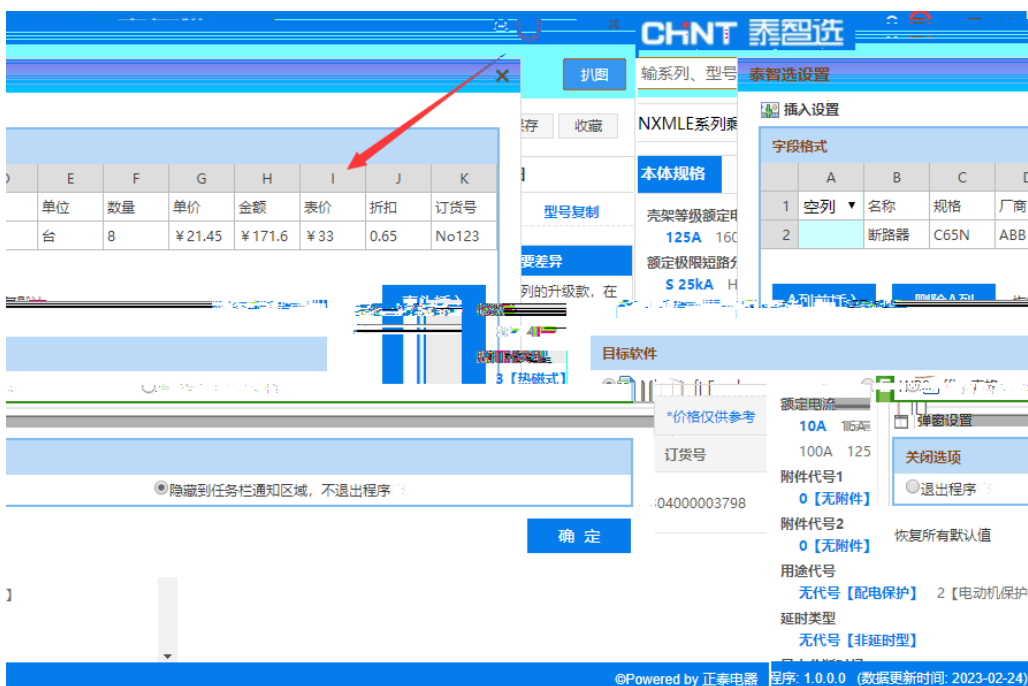 CHNT 泰智选
扒图
输系列、型号
泰智选设置
插入设置
存 收藏
NXMLE系列
字段格式
E F G H I J K
A B C
本体规格
单位 数量 单价 金额 表价 折扣 订货号
型号复制
1 空列 名称 规格 厂商
壳架等级额定
台 8 ￥21.45 ￥171.6 ￥33 0.65 No123
125A 160
2 断路器 C65N ABB
要差异
额定极限短路
列的升级款，在
S 25kA H
目标软件
3【热磁式】
*价格仅供参考
额定电流
10A 16A
弹窗设置
订货号
100A 125
关闭选项
附件代号1
隐藏到任务栏通知区域，不退出程序
0【无附件】
退出程序
04000003798
附件代号2
确 定
恢复所有默认值
0【无附件】
用途代号
】
无代号【配电保护】 2【电动机保护
延时类型
无代号【非延时型】
©Powered by 正泰电器 程序: 1.0.0.0 (数据更新时间: 2023-02-24)